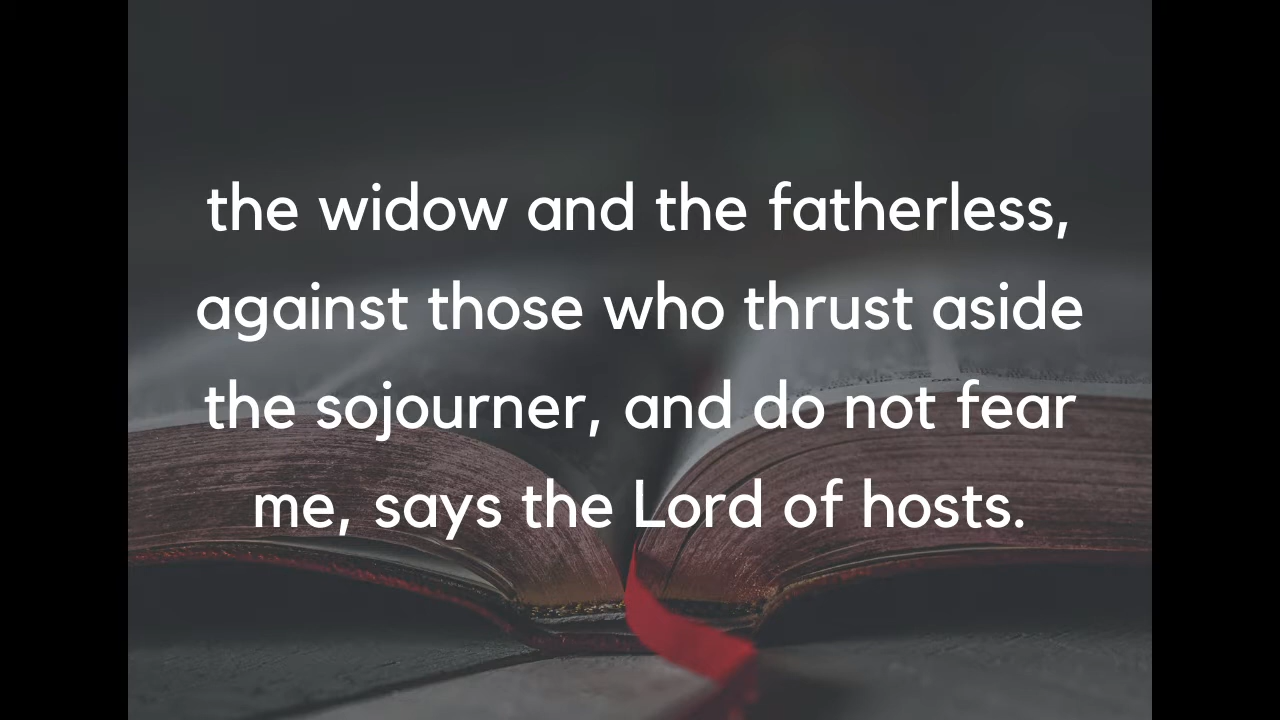 the widow and the fatherless,
against those who thrust aside
the sojourner, and do not fear
me, says the Lord of hosts.